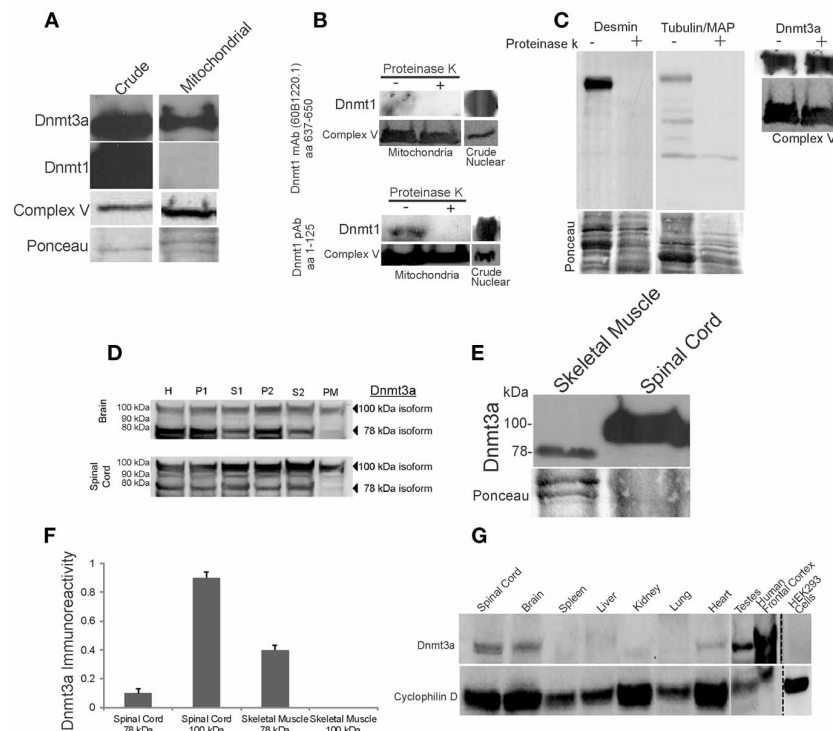 A
Crude
Mitochondrial
Dnmt3a
Dnmt1
Complex V
Ponceau
B
Dnmt1 mAb (60B1220.1)
aa 637-650
Proteinase K
- +
Dnmt1
Complex V
Mitochondria
Crude
Nuclear
Dnmt1 pAb
aa 1-125
Proteinase K
- +
Dnmt1
Complex V
Mitochondria
Crude
Nuclear
C
Desmin Tubulin/MAP Dnmt3a
Proteinase k - + - + - +
Complex V
Ponceau
D
H P1 S1 P2 S2 PM Dnmt3a
Brain
100 kDa
90 kDa
80 kDa
100 kDa isoform
78 kDa isoform
Spinal
Cord
100 kDa
90 kDa
80 kDa
100 kDa isoform
78 kDa isoform
E
Skeletal Muscle
Spinal Cord
kDa
Dnmt3a
100-
78-
Ponceau
F
Dnmt3a Immunoreactivity
1
0.8
0.6
0.4
0.2
0
Spinal Cord
78 kDa
Spinal Cord
100 kDa
Skeletal Muscle
78 kDa
Skeletal Muscle
100 kDa
G
Spinal Cord
Brain
Spleen
Liver
Kidney
Lung
Heart
Testes
Human
Frontal Cortex
HEK293
Cells
Dnmt3a
Cyclophilin D